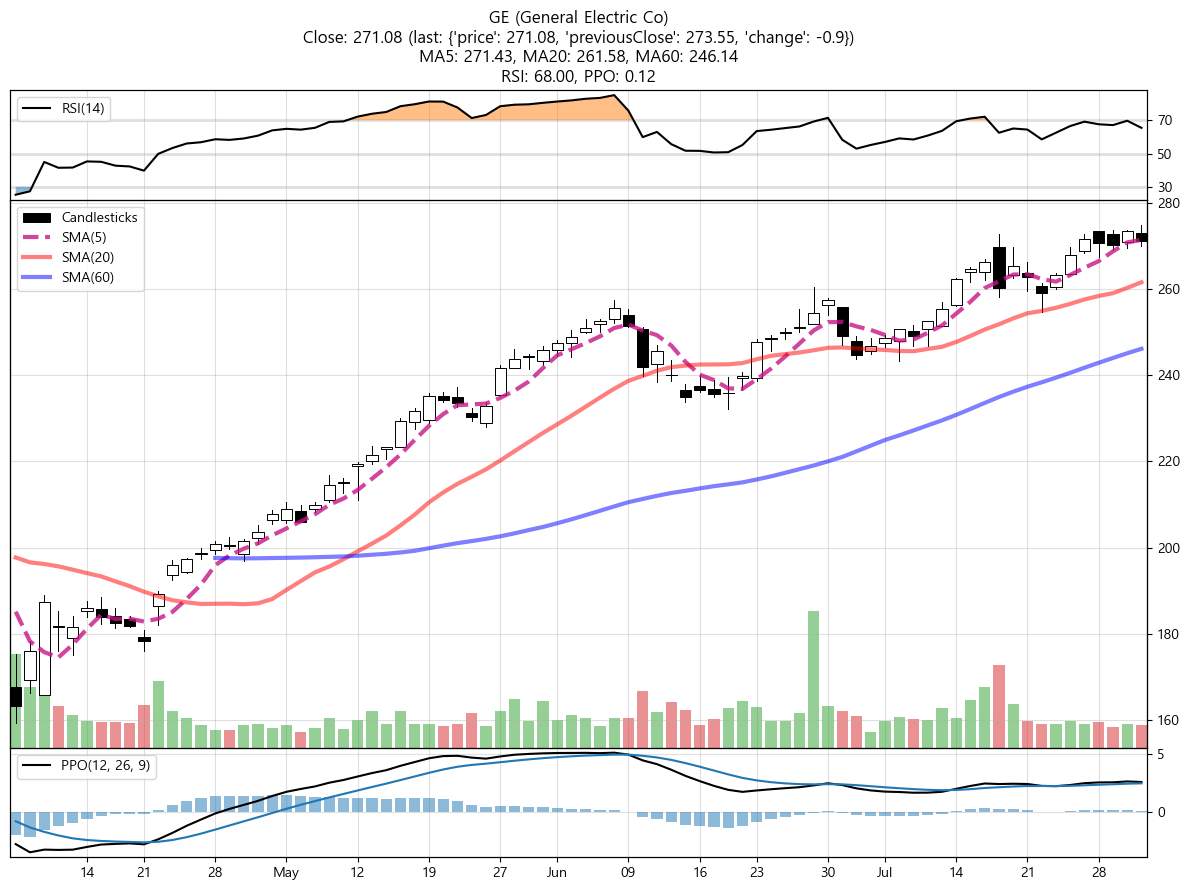 GE (General Electric Co)
Close: 271.08 (last: {'price': 271.08, 'previousClose': 273.55, 'change': -0.9})
MA5: 271.43, MA20: 261.58, MA60: 246.14
RSI: 68.00, PPO: 0.12
RSI(14)
70
50
30
Candlesticks
SMA(5)
SMA(20)
SMA(60)
280
260
240
220
200
180
160
PPO(12, 26, 9)
5
0
14 21 28 May 12 19 27 Jun 09 16 23 30 Jul 14 21 28